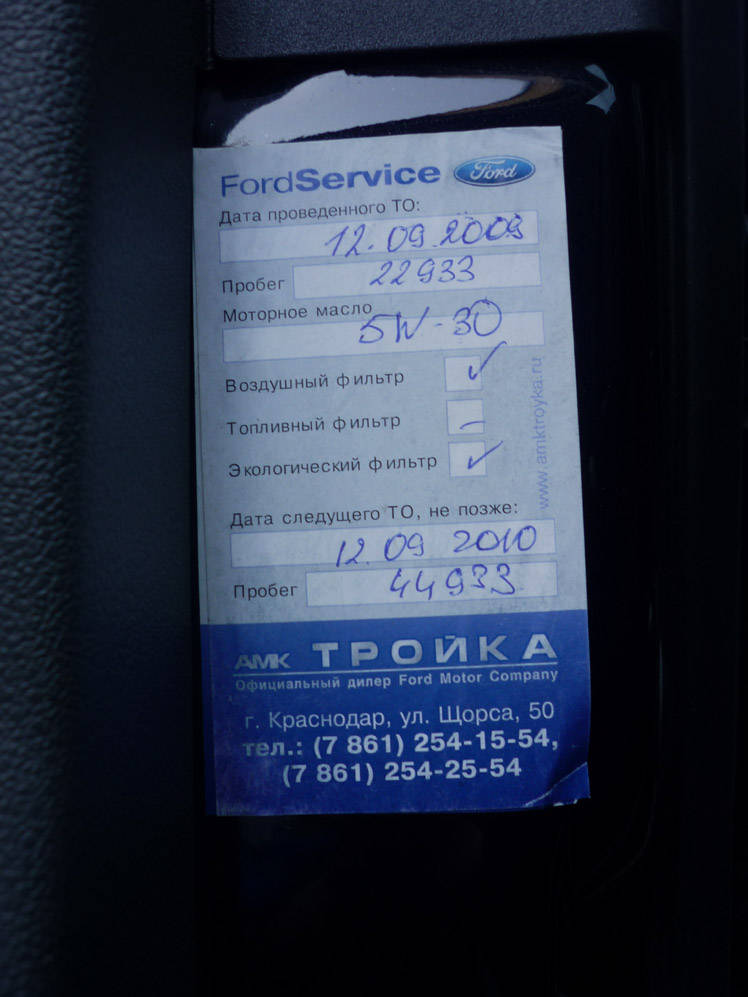 FordService Ford
Дата проведенного ТО:
12.09.2009
Пробег 22933
Моторное масло
5W-30
Воздушный фильтр ✓
Топливный фильтр –
Экологический фильтр ✓
www.amktroyka.ru
Дата следущего ТО, не позже:
12.09 2010
Пробег 44933
АМК ТРОЙКА
Официальный дилер Ford Motor Company
г. Краснодар, ул. Щорса, 50
тел.: (7 861) 254-15-54,
(7 861) 254-25-54